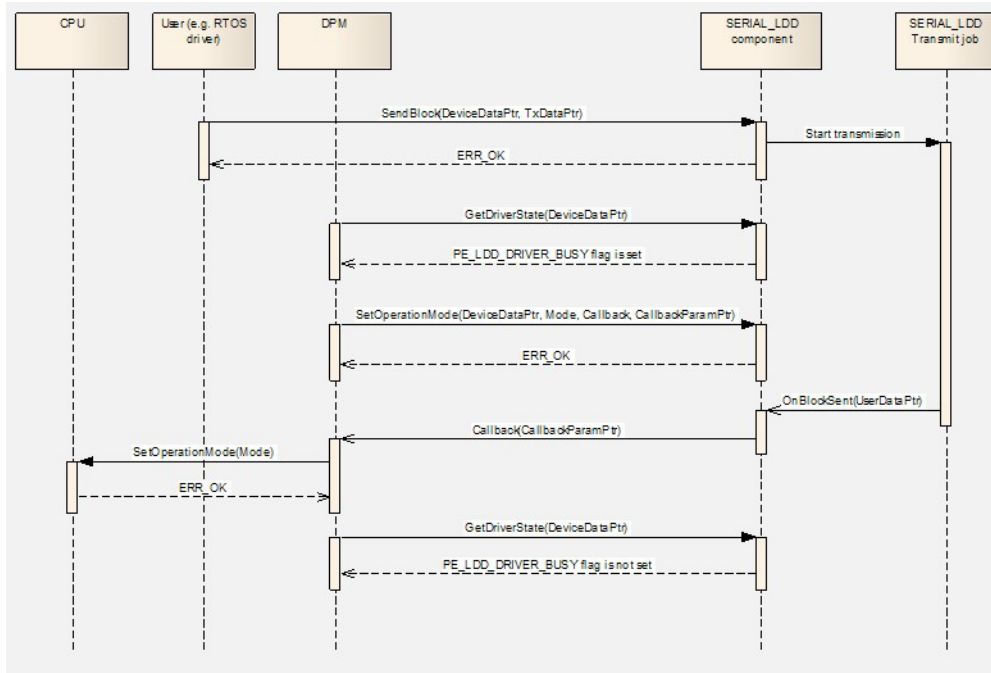 CPU
User (e.g. RTOS
driver)
DPM
SERIAL_LDD
component
SERIAL_LDD
Transmit job
SendBlock(DeviceDataPtr, TxDataPtr)
Start transmission
ERR_OK
GetDriverState(DeviceDataPtr)
PE_LDD_DRIVER_BUSY flag is set
SetOperationMode(DeviceDataPtr, Mode, Callback, CallbackParamPtr)
ERR_OK
OnBlockSent(UserDataPtr)
Callback(CallbackParamPtr)
SetOperationMode(Mode)
ERR_OK
GetDriverState(DeviceDataPtr)
PE_LDD_DRIVER_BUSY flag is not set